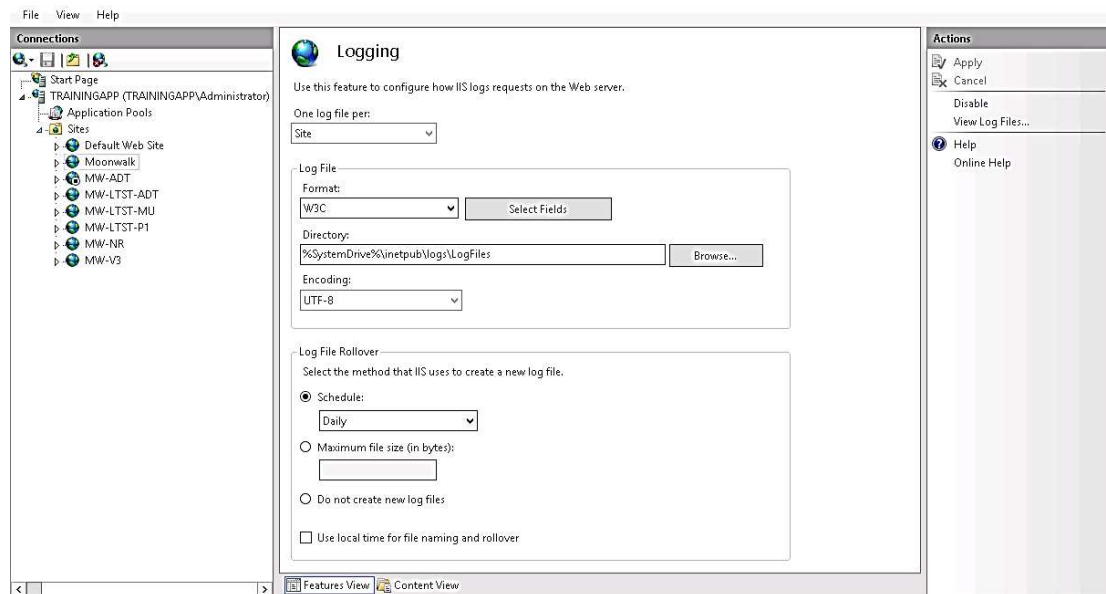 File View Help
Connections
Start Page
TRAININGAPP (TRAININGAPP\Administrator)
Application Pools
Sites
Default Web Site
Moonwalk
MW-ADT
MW-LTST-ADT
MW-LTST-MU
MW-LTST-P1
MW-NR
MW-V3
Logging
Use this feature to configure how IIS logs requests on the Web server.
One log file per:
Site
Log File
Format:
W3C Select Fields
Directory:
%SystemDrive%\inetpub\logs\LogFiles Browse...
Encoding:
UTF-8
Log File Rollover
Select the method that IIS uses to create a new log file.
Schedule:
Daily
Maximum file size (in bytes):
Do not create new log files
Use local time for file naming and rollover
Features View Content View
Actions
Apply
Cancel
Disable
View Log Files...
Help
Online Help